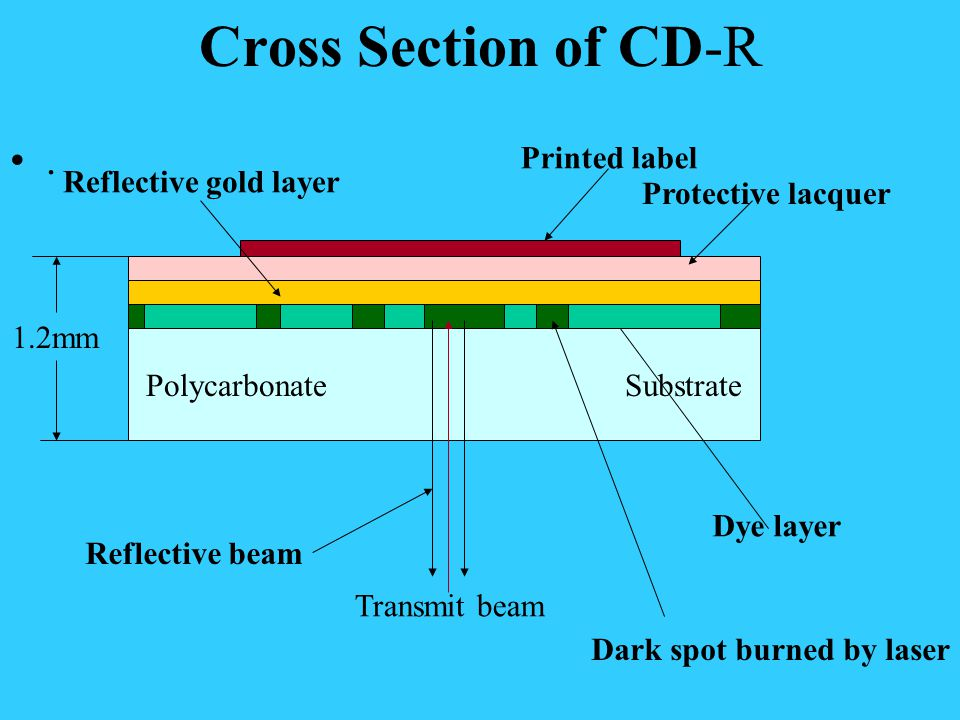 Cross Section of CD-R
• .
Printed label
Reflective gold layer
Protective lacquer
1.2mm
Polycarbonate Substrate
Dye layer
Reflective beam
Transmit beam
Dark spot burned by laser